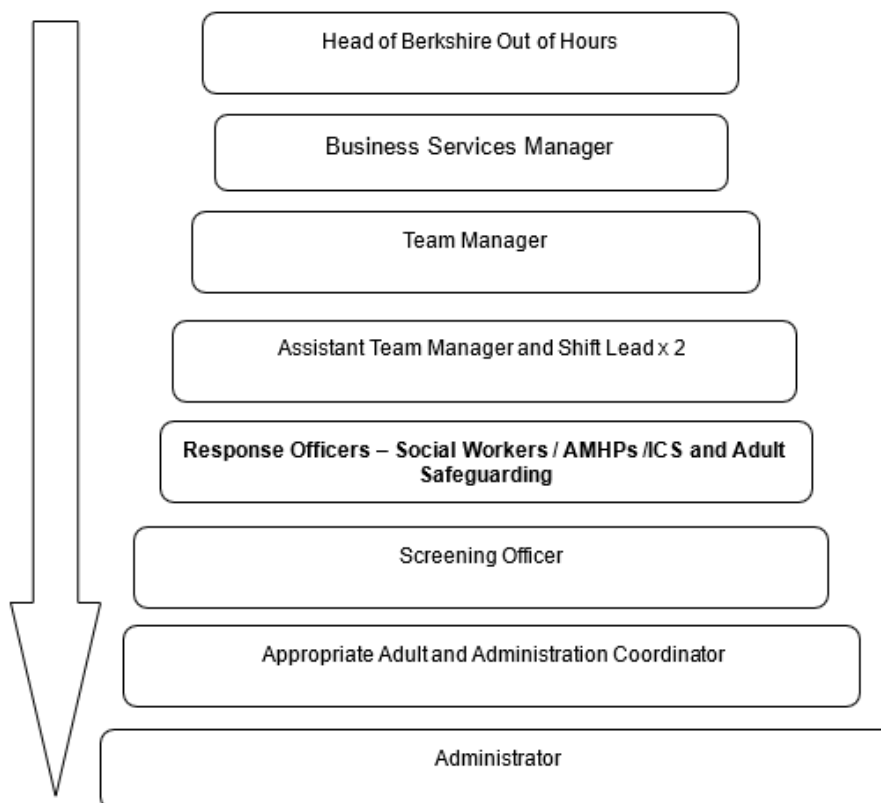 Head of Berkshire Out of Hours
Business Services Manager
Team Manager
Assistant Team Manager and Shift Lead x 2
Response Officers – Social Workers / AMHPs /ICS and Adult
Safeguarding
Screening Officer
Appropriate Adult and Administration Coordinator
Administrator